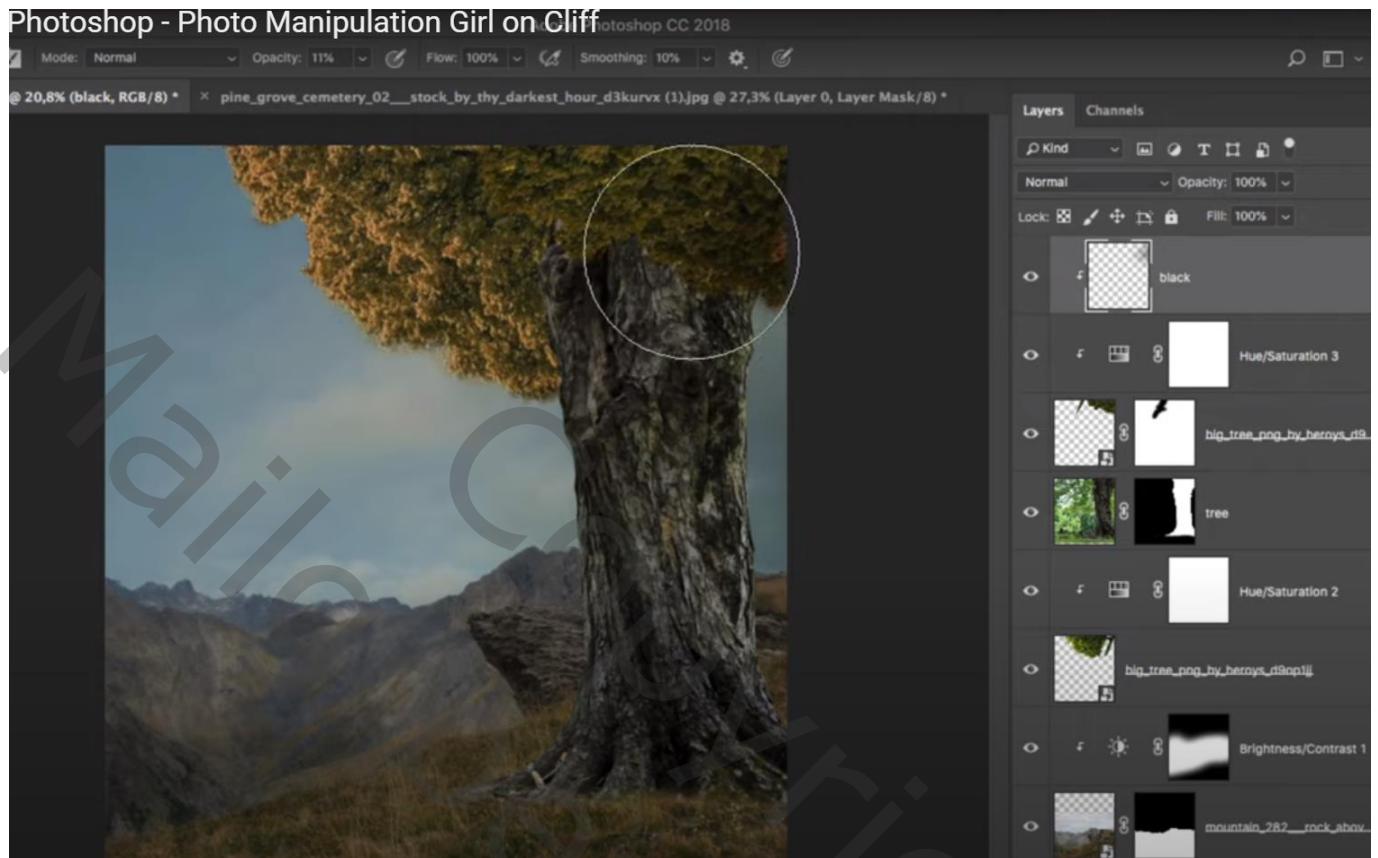 Photoshop - Photo Manipulation Girl on Cliff
Photoshop CC 2018
Mode: Normal Opacity: 11% Flow: 100% Smoothing: 10%
@ 20,8% (black, RGB/8) * × pine_grove_cemetery_02__stock_by_thy_darkest_hour_d3kurvx (1).jpg @ 27,3% (Layer 0, Layer Mask/8) *
Layers Channels
Kind
Normal Opacity: 100%
Lock: Fill: 100%
black
Hue/Saturation 3
big_tree_png_by_heroys_d9...
tree
Hue/Saturation 2
big_tree_png_by_heroys_d9op1jj
Brightness/Contrast 1
mountain_282__rock_abov...